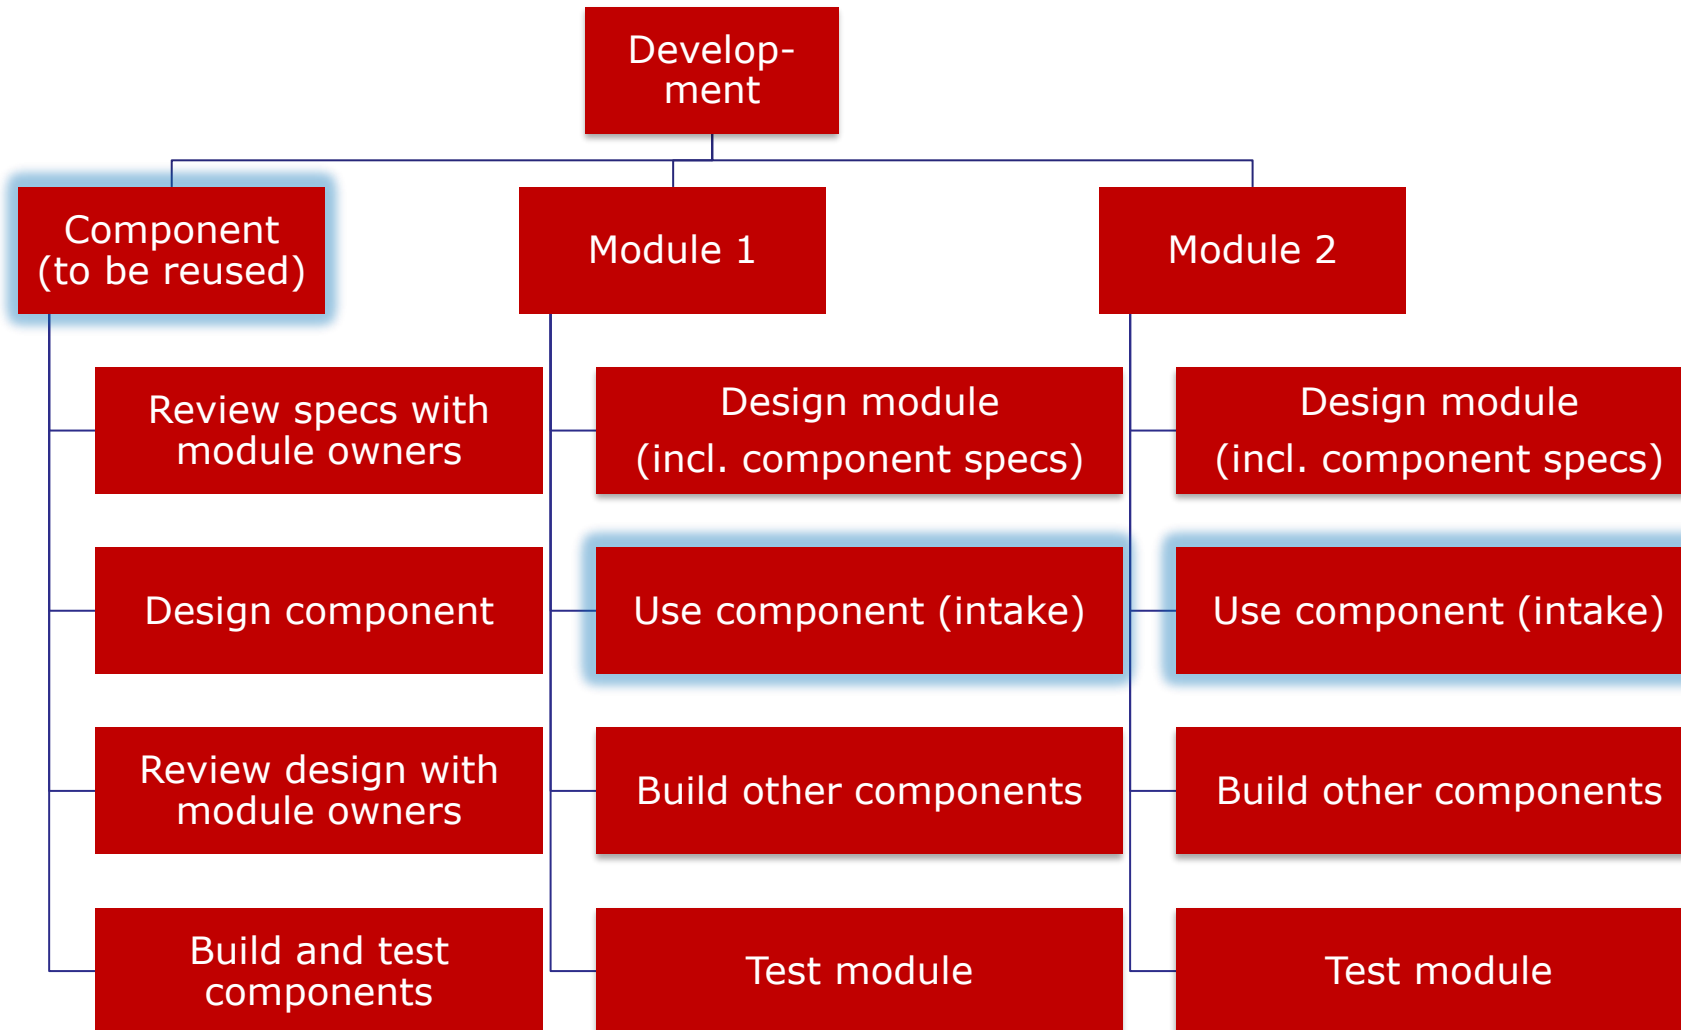 Develop-
ment
Component
(to be reused)
Module 1
Module 2
Review specs with
module owners
Design module
(incl. component specs)
Design module
(incl. component specs)
Design component
Use component (intake)
Use component (intake)
Review design with
module owners
Build other components
Build other components
Build and test
components
Test module
Test module